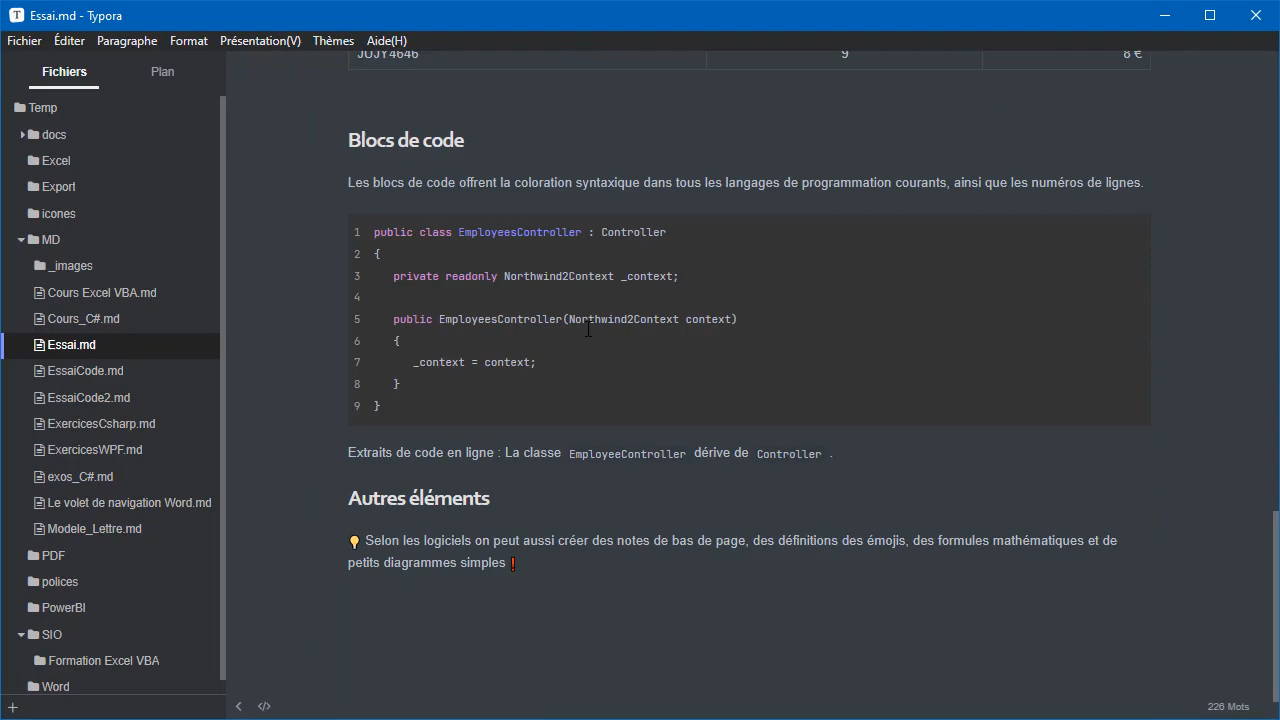 Essai.md - Typora
Fichier Éditer Paragraphe Format Présentation(V) Thèmes Aide(H)
Fichiers Plan
Temp
docs
Excel
Export
icones
MD
_images
Cours Excel VBA.md
Cours_C#.md
Essai.md
EssaiCode.md
EssaiCode2.md
ExercicesCsharp.md
ExercicesWPF.md
exos_C#.md
Le volet de navigation Word.md
Modele_Lettre.md
PDF
polices
PowerBI
SIO
Formation Excel VBA
Word
JUJY4646 9 8 €
Blocs de code
Les blocs de code offrent la coloration syntaxique dans tous les langages de programmation courants, ainsi que les numéros de lignes.
1 public class EmployeesController : Controller
2 {
3 private readonly Northwind2Context _context;
4
5 public EmployeesController(Northwind2Context context)
6 {
7 _context = context;
8 }
9 }
Extraits de code en ligne : La classe EmployeeController dérive de Controller .
Autres éléments
Selon les logiciels on peut aussi créer des notes de bas de page, des définitions des émojis, des formules mathématiques et de
petits diagrammes simples ❗
226 Mots